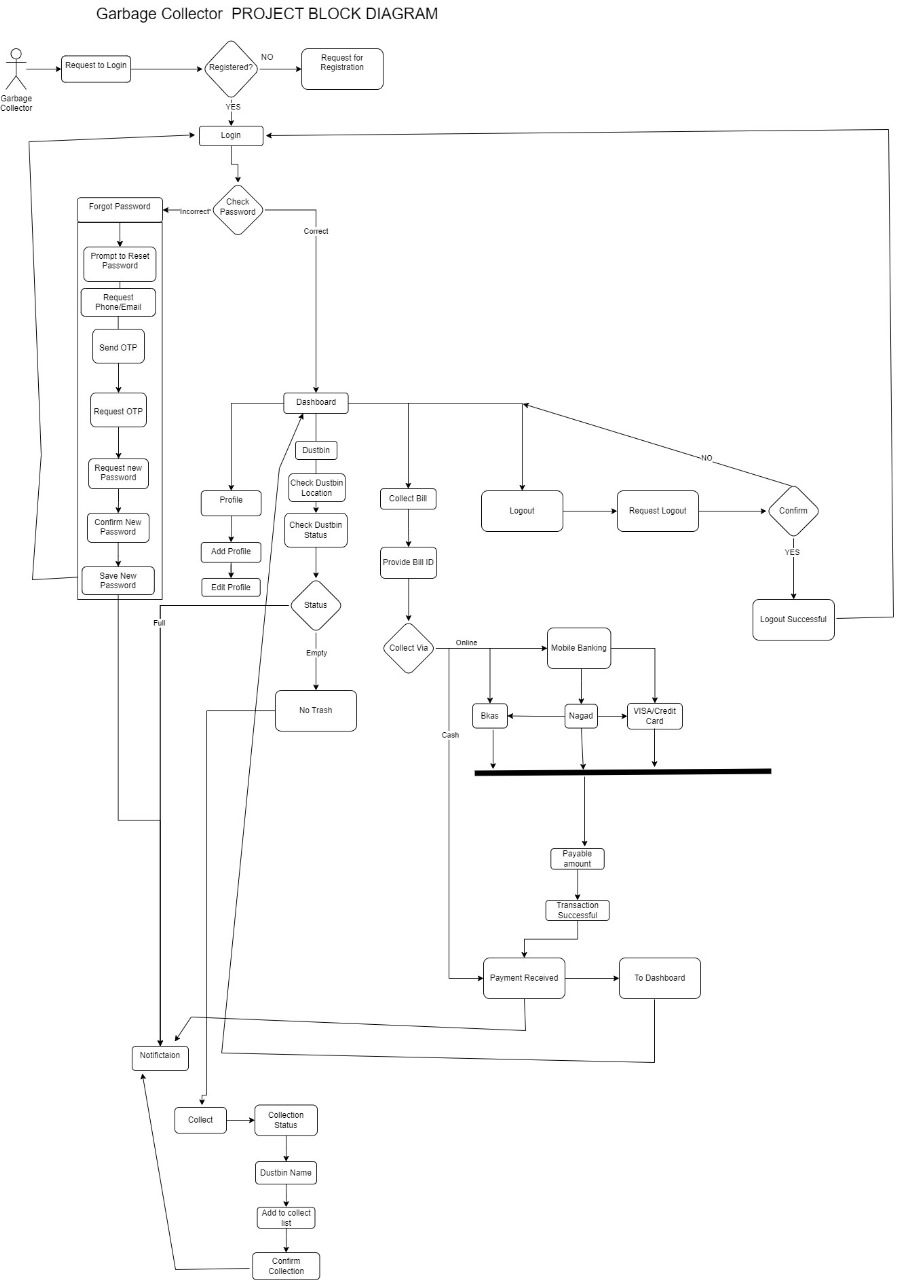 Garbage Collector  PROJECT BLOCK DIAGRAM
Garbage
Collector
Request to Login
Registered?
NO
Request for
Registration
YES
Login
Check
Password
Incorrect'
Correct
Forgot Password
Prompt to Reset
Password
Request
Phone/Email
Send OTP
Request OTP
Request new
Password
Confirm New
Password
Save New
Password
Dashboard
Profile
Add Profile
Edit Profile
Dustbin
Check Dustbin
Location
Check Dustbin
Status
Status
Full
Empty
No Trash
Collect Bill
Provide Bill ID
Collect Via
Online
Cash
Mobile Banking
Bkas
Nagad
VISA/Credit
Card
Logout
Request Logout
Confirm
NO
YES
Logout Successful
Payable
amount
Transaction
Successful
Payment Received
To Dashboard
Notifictaion
Collect
Collection
Status
Dustbin Name
Add to collect
list
Confirm
Collection